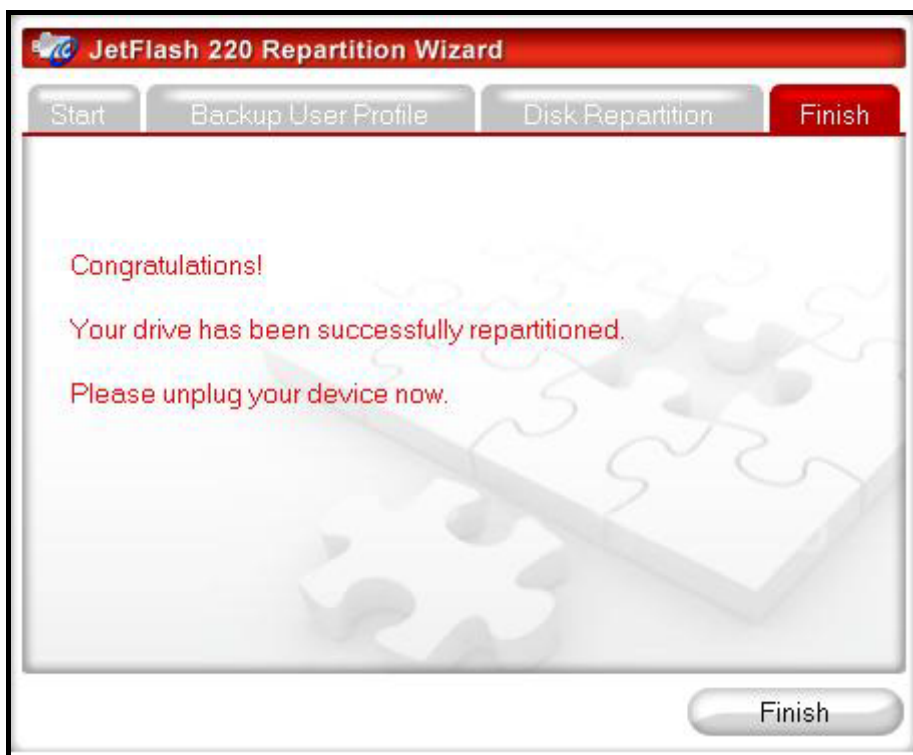 JetFlash 220 Repartition Wizard
Start Backup User Profile Disk Repartition Finish
Congratulations!
Your drive has been successfully repartitioned.
Please unplug your device now.
Finish